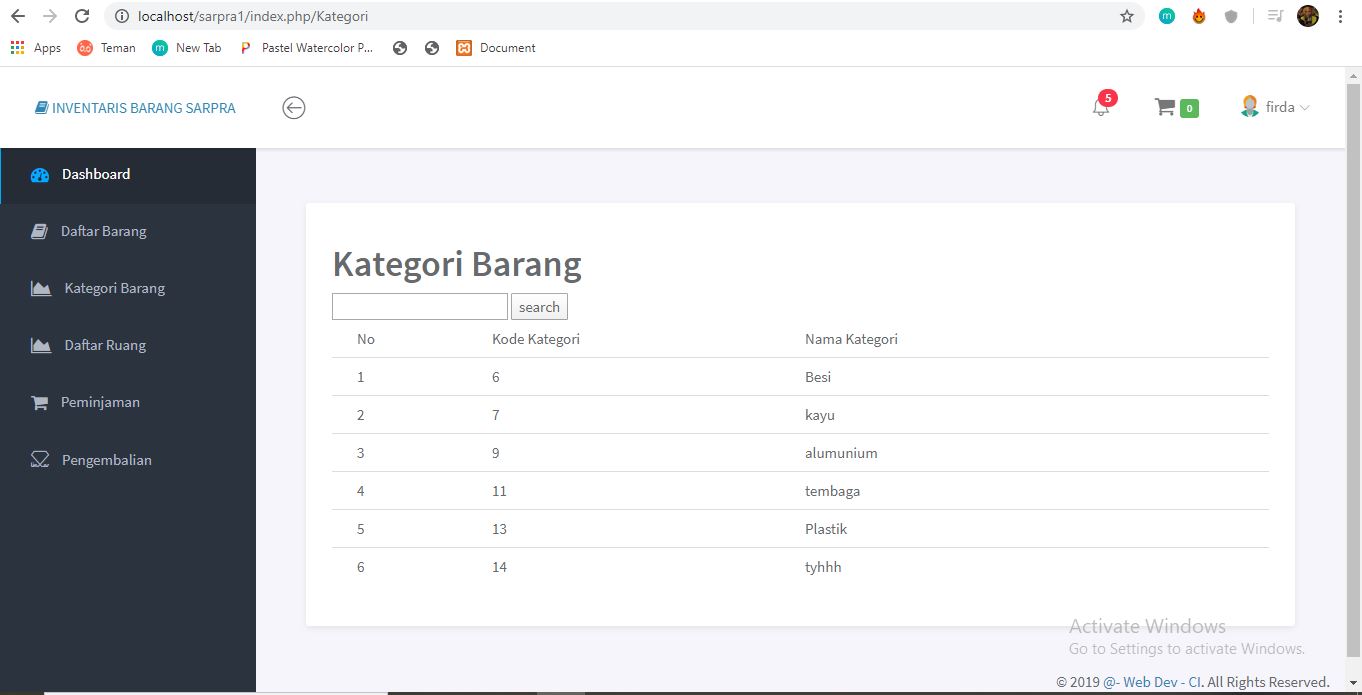 localhost/sarpra1/index.php/Kategori
Apps Teman New Tab Pastel Watercolor P... Document
INVENTARIS BARANG SARPRA 5 0 firda
Dashboard
Daftar Barang
Kategori Barang
Daftar Ruang
Peminjaman
Pengembalian
Kategori Barang
search
No Kode Kategori Nama Kategori
1 6 Besi
2 7 kayu
3 9 alumunium
4 11 tembaga
5 13 Plastik
6 14 tyhhh
Activate Windows
Go to Settings to activate Windows.
© 2019 @- Web Dev - CI. All Rights Reserved.